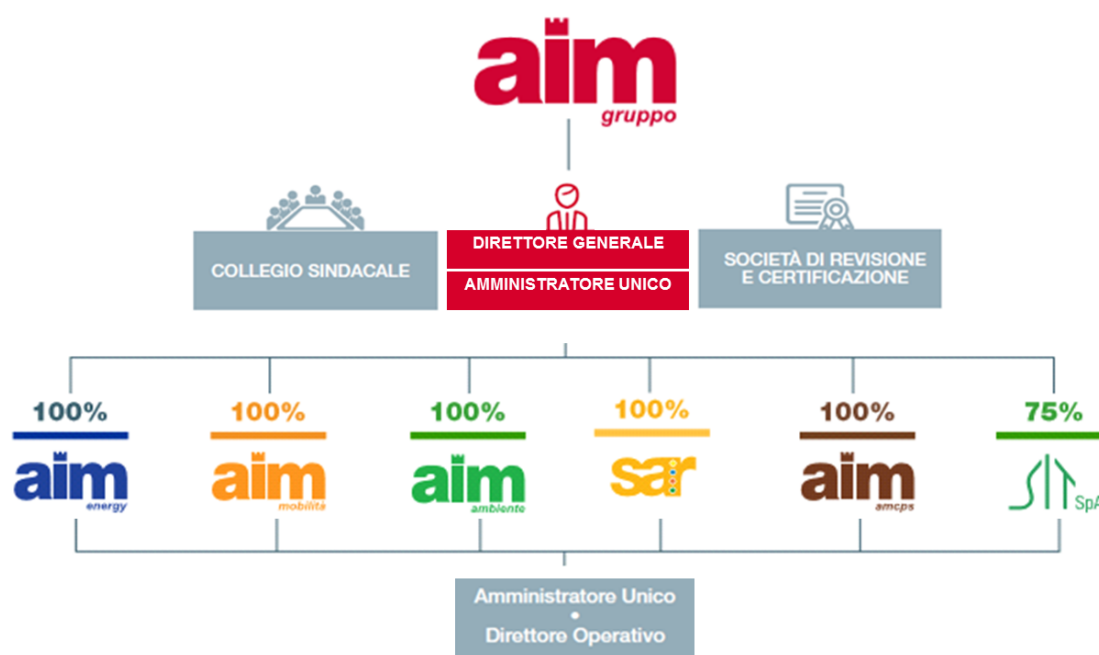 aim
gruppo
COLLEGIO SINDACALE
DIRETTORE GENERALE
AMMINISTRATORE UNICO
SOCIETÀ DI REVISIONE
E CERTIFICAZIONE
100%
100%
100%
100%
100%
75%
aim
energy
aim
mobilità
aim
ambiente
sar
aim
amcps
SIT
SpA
Amministratore Unico
•
Direttore Operativo